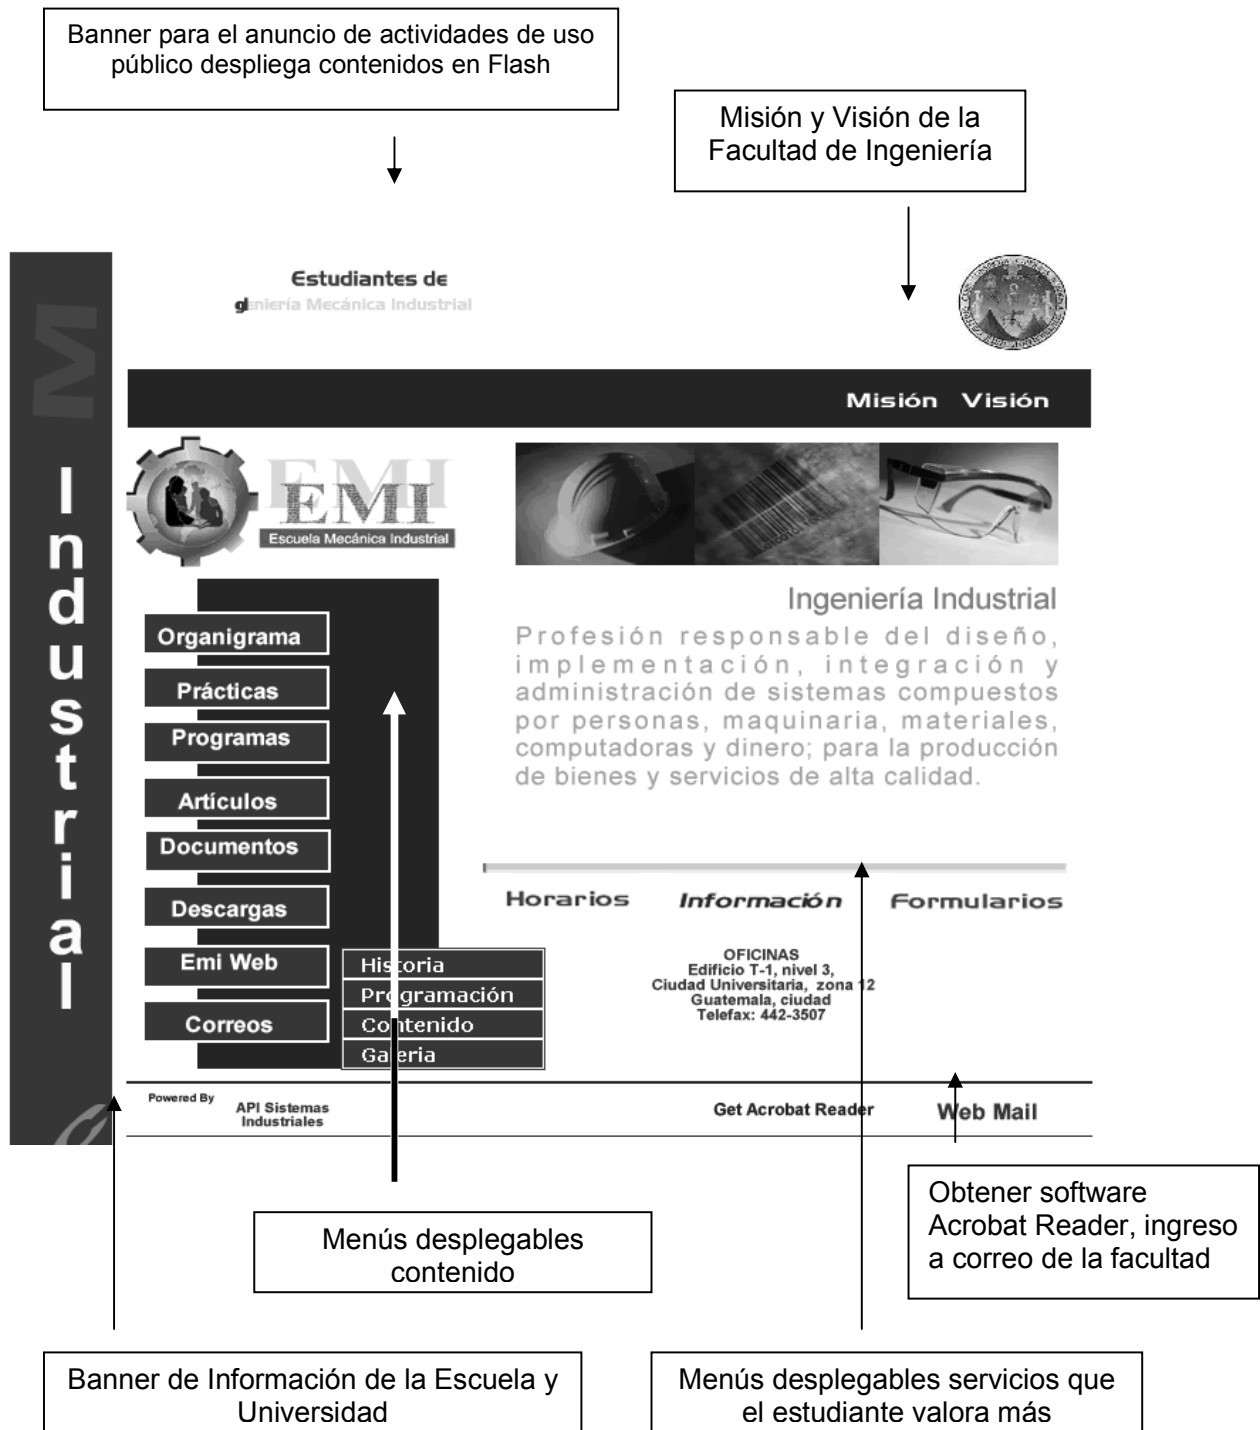 Banner para el anuncio de actividades de uso
público despliega contenidos en Flash
Misión y Visión de la
Facultad de Ingeniería
Estudiantes de
geniería Mecánica Industrial
M
Industrial
Misión Visión
EMI
EMI
Escuela Mecánica Industrial
Ingeniería Industrial
Profesión responsable del diseño,
implementación, integración y
administración de sistemas compuestos
por personas, maquinaria, materiales,
computadoras y dinero; para la producción
de bienes y servicios de alta calidad.
Organigrama
Prácticas
Programas
Artículos
Documentos
Descargas
Emi Web
Correos
Historia
Programación
Contenido
Galeria
Horarios Información Formularios
OFICINAS
Edificio T-1, nivel 3,
Ciudad Universitaria, zona 12
Guatemala, ciudad
Telefax: 442-3507
Powered By
API Sistemas
Industriales
Get Acrobat Reader
Web Mail
Menús desplegables
contenido
Obtener software
Acrobat Reader, ingreso
a correo de la facultad
Banner de Información de la Escuela y
Universidad
Menús desplegables servicios que
el estudiante valora más